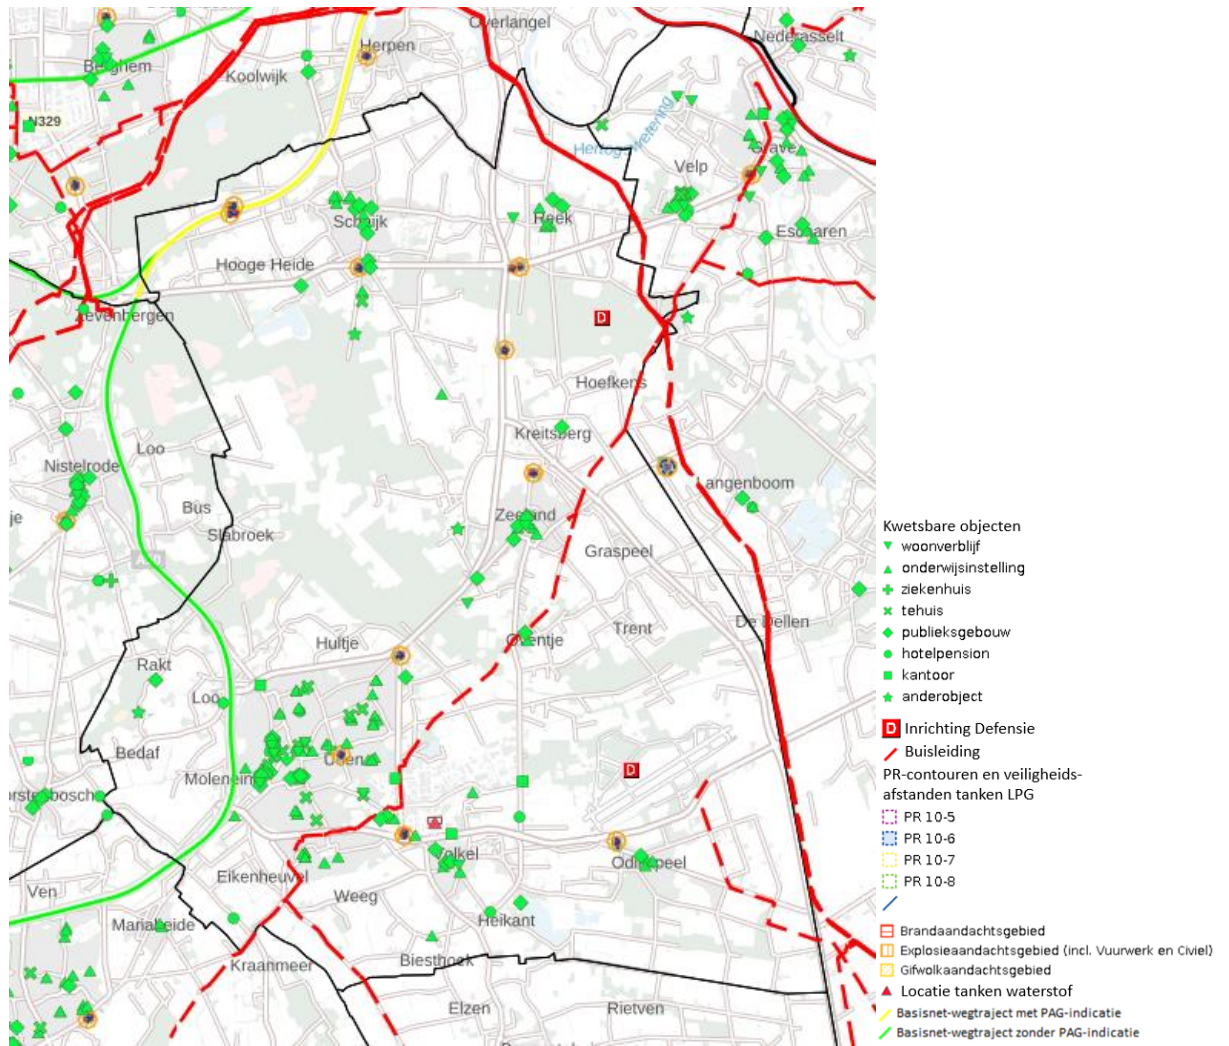 Overlangel
Nederasselt
Herpen
Berghem
Koolwijk
N329
Hertogswetering
Grave
Velp
Schaijk
Reek
Escharen
Hooge Heide
Zevenbergen
Hoefkens
Kreitsberg
Loo
Nistelrode
Langenboom
Bus
je
Zeeland
Slabroek
Graspeel
De Dellen
Trent
Oventje
Hultje
Rakt
Loo
Bedaf
Uden
Moleneind
orstenbosch
Volkel
Odiliapeel
Eikenheuvel
Ven
Weeg
Heikant
Mariaheide
Biesthoek
Kraanmeer
Elzen
Rietven
Kwetsbare objecten
woonverblijf
onderwijsinstelling
ziekenhuis
tehuis
publieksgebouw
hotelpension
kantoor
anderobject
D
D
D Inrichting Defensie
Buisleiding
PR-contouren en veiligheids-
afstanden tanken LPG
PR 10-5
PR 10-6
PR 10-7
PR 10-8
Brandaandachtsgebied
Explosieaandachtsgebied (incl. Vuurwerk en Civiel)
Gifwolkaandachtsgebied
Locatie tanken waterstof
Basisnet-wegtraject met PAG-indicatie
Basisnet-wegtraject zonder PAG-indicatie